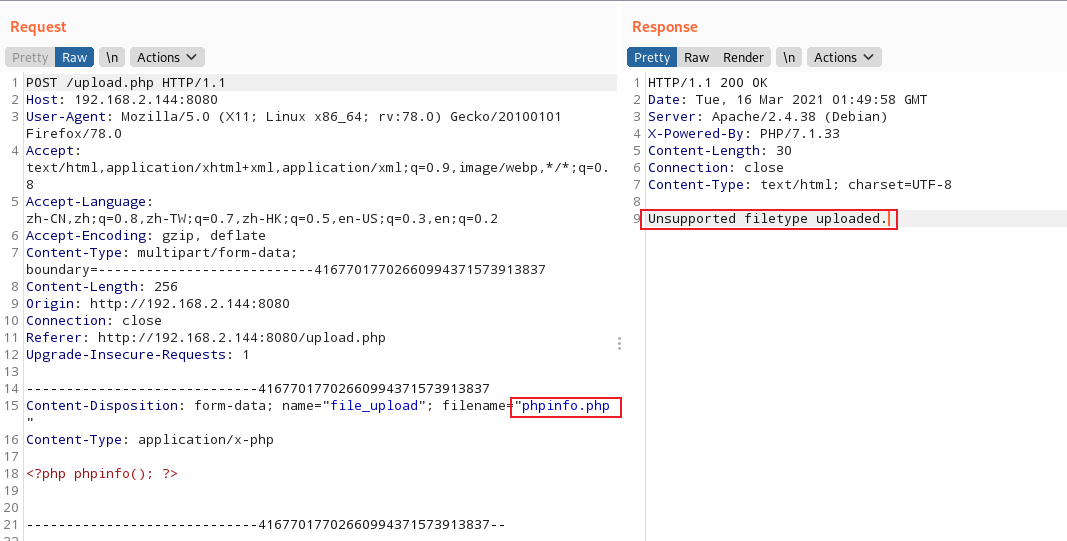 Request
Pretty Raw \n Actions
1 POST /upload.php HTTP/1.1
2 Host: 192.168.2.144:8080
3 User-Agent: Mozilla/5.0 (X11; Linux x86_64; rv:78.0) Gecko/20100101
Firefox/78.0
4 Accept:
text/html,application/xhtml+xml,application/xml;q=0.9,image/webp,*/*;q=0.
8
5 Accept-Language:
zh-CN,zh;q=0.8,zh-TW;q=0.7,zh-HK;q=0.5,en-US;q=0.3,en;q=0.2
6 Accept-Encoding: gzip, deflate
7 Content-Type: multipart/form-data;
boundary=---------------------------416770177026609943715739​13837
8 Content-Length: 256
9 Origin: http://192.168.2.144:8080
10 Connection: close
11 Referer: http://192.168.2.144:8080/upload.php
12 Upgrade-Insecure-Requests: 1
13
14 -----------------------------41677017702660994371573913837
15 Content-Disposition: form-data; name="file_upload"; filename="phpinfo.php
"
16 Content-Type: application/x-php
17
18 <?php phpinfo(); ?>
19
20
21 -----------------------------41677017702660994371573913837--
Response
Pretty Raw Render \n Actions
1 HTTP/1.1 200 OK
2 Date: Tue, 16 Mar 2021 01:49:58 GMT
3 Server: Apache/2.4.38 (Debian)
4 X-Powered-By: PHP/7.1.33
5 Content-Length: 30
6 Connection: close
7 Content-Type: text/html; charset=UTF-8
8
9 Unsupported filetype uploaded.